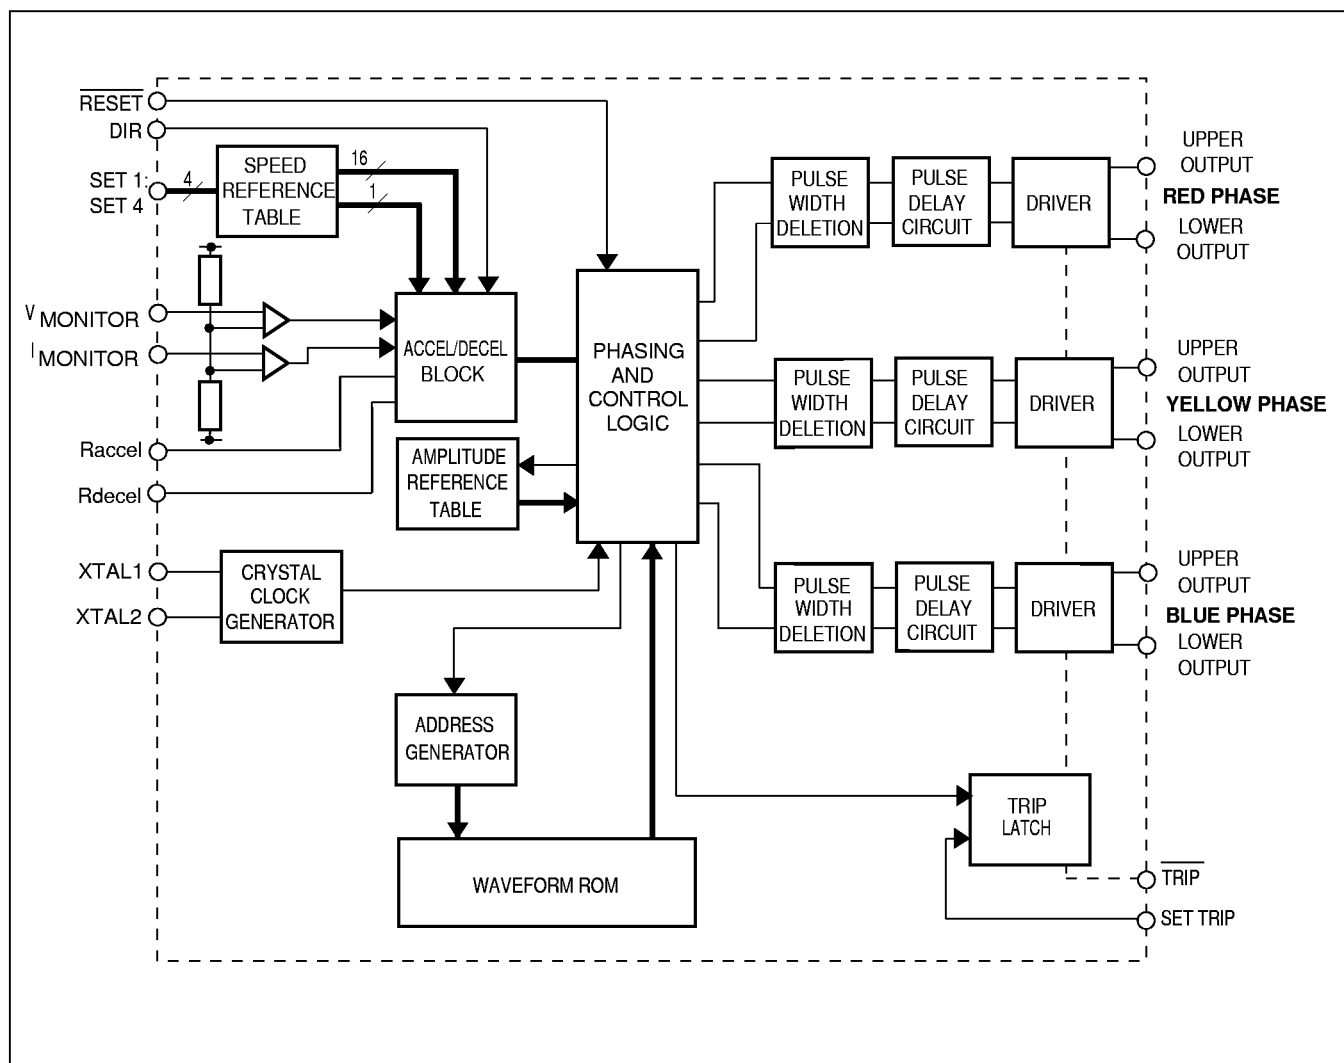 RESET
DIR
SET 1:
SET 4
4
SPEED
REFERENCE
TABLE
16
1
V MONITOR
I MONITOR
Raccel
Rdecel
XTAL1
XTAL2
ACCEL/DECEL
BLOCK
AMPLITUDE
REFERENCE
TABLE
CRYSTAL
CLOCK
GENERATOR
ADDRESS
GENERATOR
WAVEFORM ROM
PHASING
AND
CONTROL
LOGIC
PULSE
WIDTH
DELETION
PULSE
DELAY
CIRCUIT
DRIVER
UPPER
OUTPUT
RED PHASE
LOWER
OUTPUT
PULSE
WIDTH
DELETION
PULSE
DELAY
CIRCUIT
DRIVER
UPPER
OUTPUT
YELLOW PHASE
LOWER
OUTPUT
PULSE
WIDTH
DELETION
PULSE
DELAY
CIRCUIT
DRIVER
UPPER
OUTPUT
BLUE PHASE
LOWER
OUTPUT
TRIP
LATCH
TRIP
SET TRIP